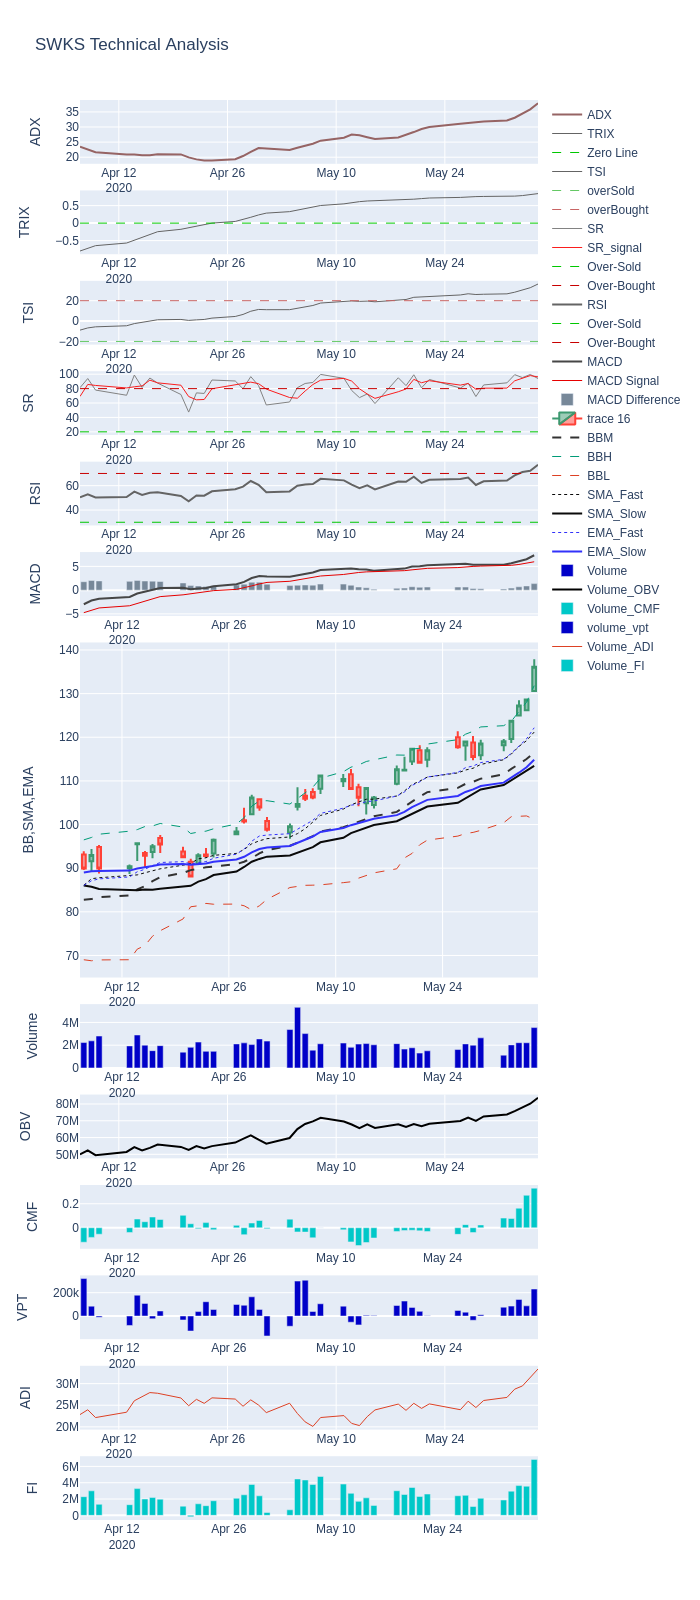 SWKS Technical Analysis
ADX
35
30
25
20
Apr 12
2020
Apr 26
May 10
May 24
TRIX
0.5
0
−0.5
Apr 12
2020
Apr 26
May 10
May 24
TSI
20
0
−20
Apr 12
2020
Apr 26
May 10
May 24
SR
100
80
60
40
20
Apr 12
2020
Apr 26
May 10
May 24
RSI
60
40
Apr 12
2020
Apr 26
May 10
May 24
MACD
5
0
−5
Apr 12
2020
Apr 26
May 10
May 24
BB,SMA,EMA
140
130
120
110
100
90
80
70
Apr 12
2020
Apr 26
May 10
May 24
Volume
4M
2M
0
Apr 12
2020
Apr 26
May 10
May 24
OBV
80M
70M
60M
50M
Apr 12
2020
Apr 26
May 10
May 24
CMF
0.2
0
Apr 12
2020
Apr 26
May 10
May 24
VPT
200k
0
Apr 12
2020
Apr 26
May 10
May 24
ADI
30M
25M
20M
Apr 12
2020
Apr 26
May 10
May 24
FI
6M
4M
2M
0
Apr 12
2020
Apr 26
May 10
May 24
ADX
TRIX
Zero Line
TSI
overSold
overBought
SR
SR_signal
Over-Sold
Over-Bought
RSI
Over-Sold
Over-Bought
MACD
MACD Signal
MACD Difference
trace 16
BBM
BBH
BBL
SMA_Fast
SMA_Slow
EMA_Fast
EMA_Slow
Volume
Volume_OBV
Volume_CMF
volume_vpt
Volume_ADI
Volume_FI